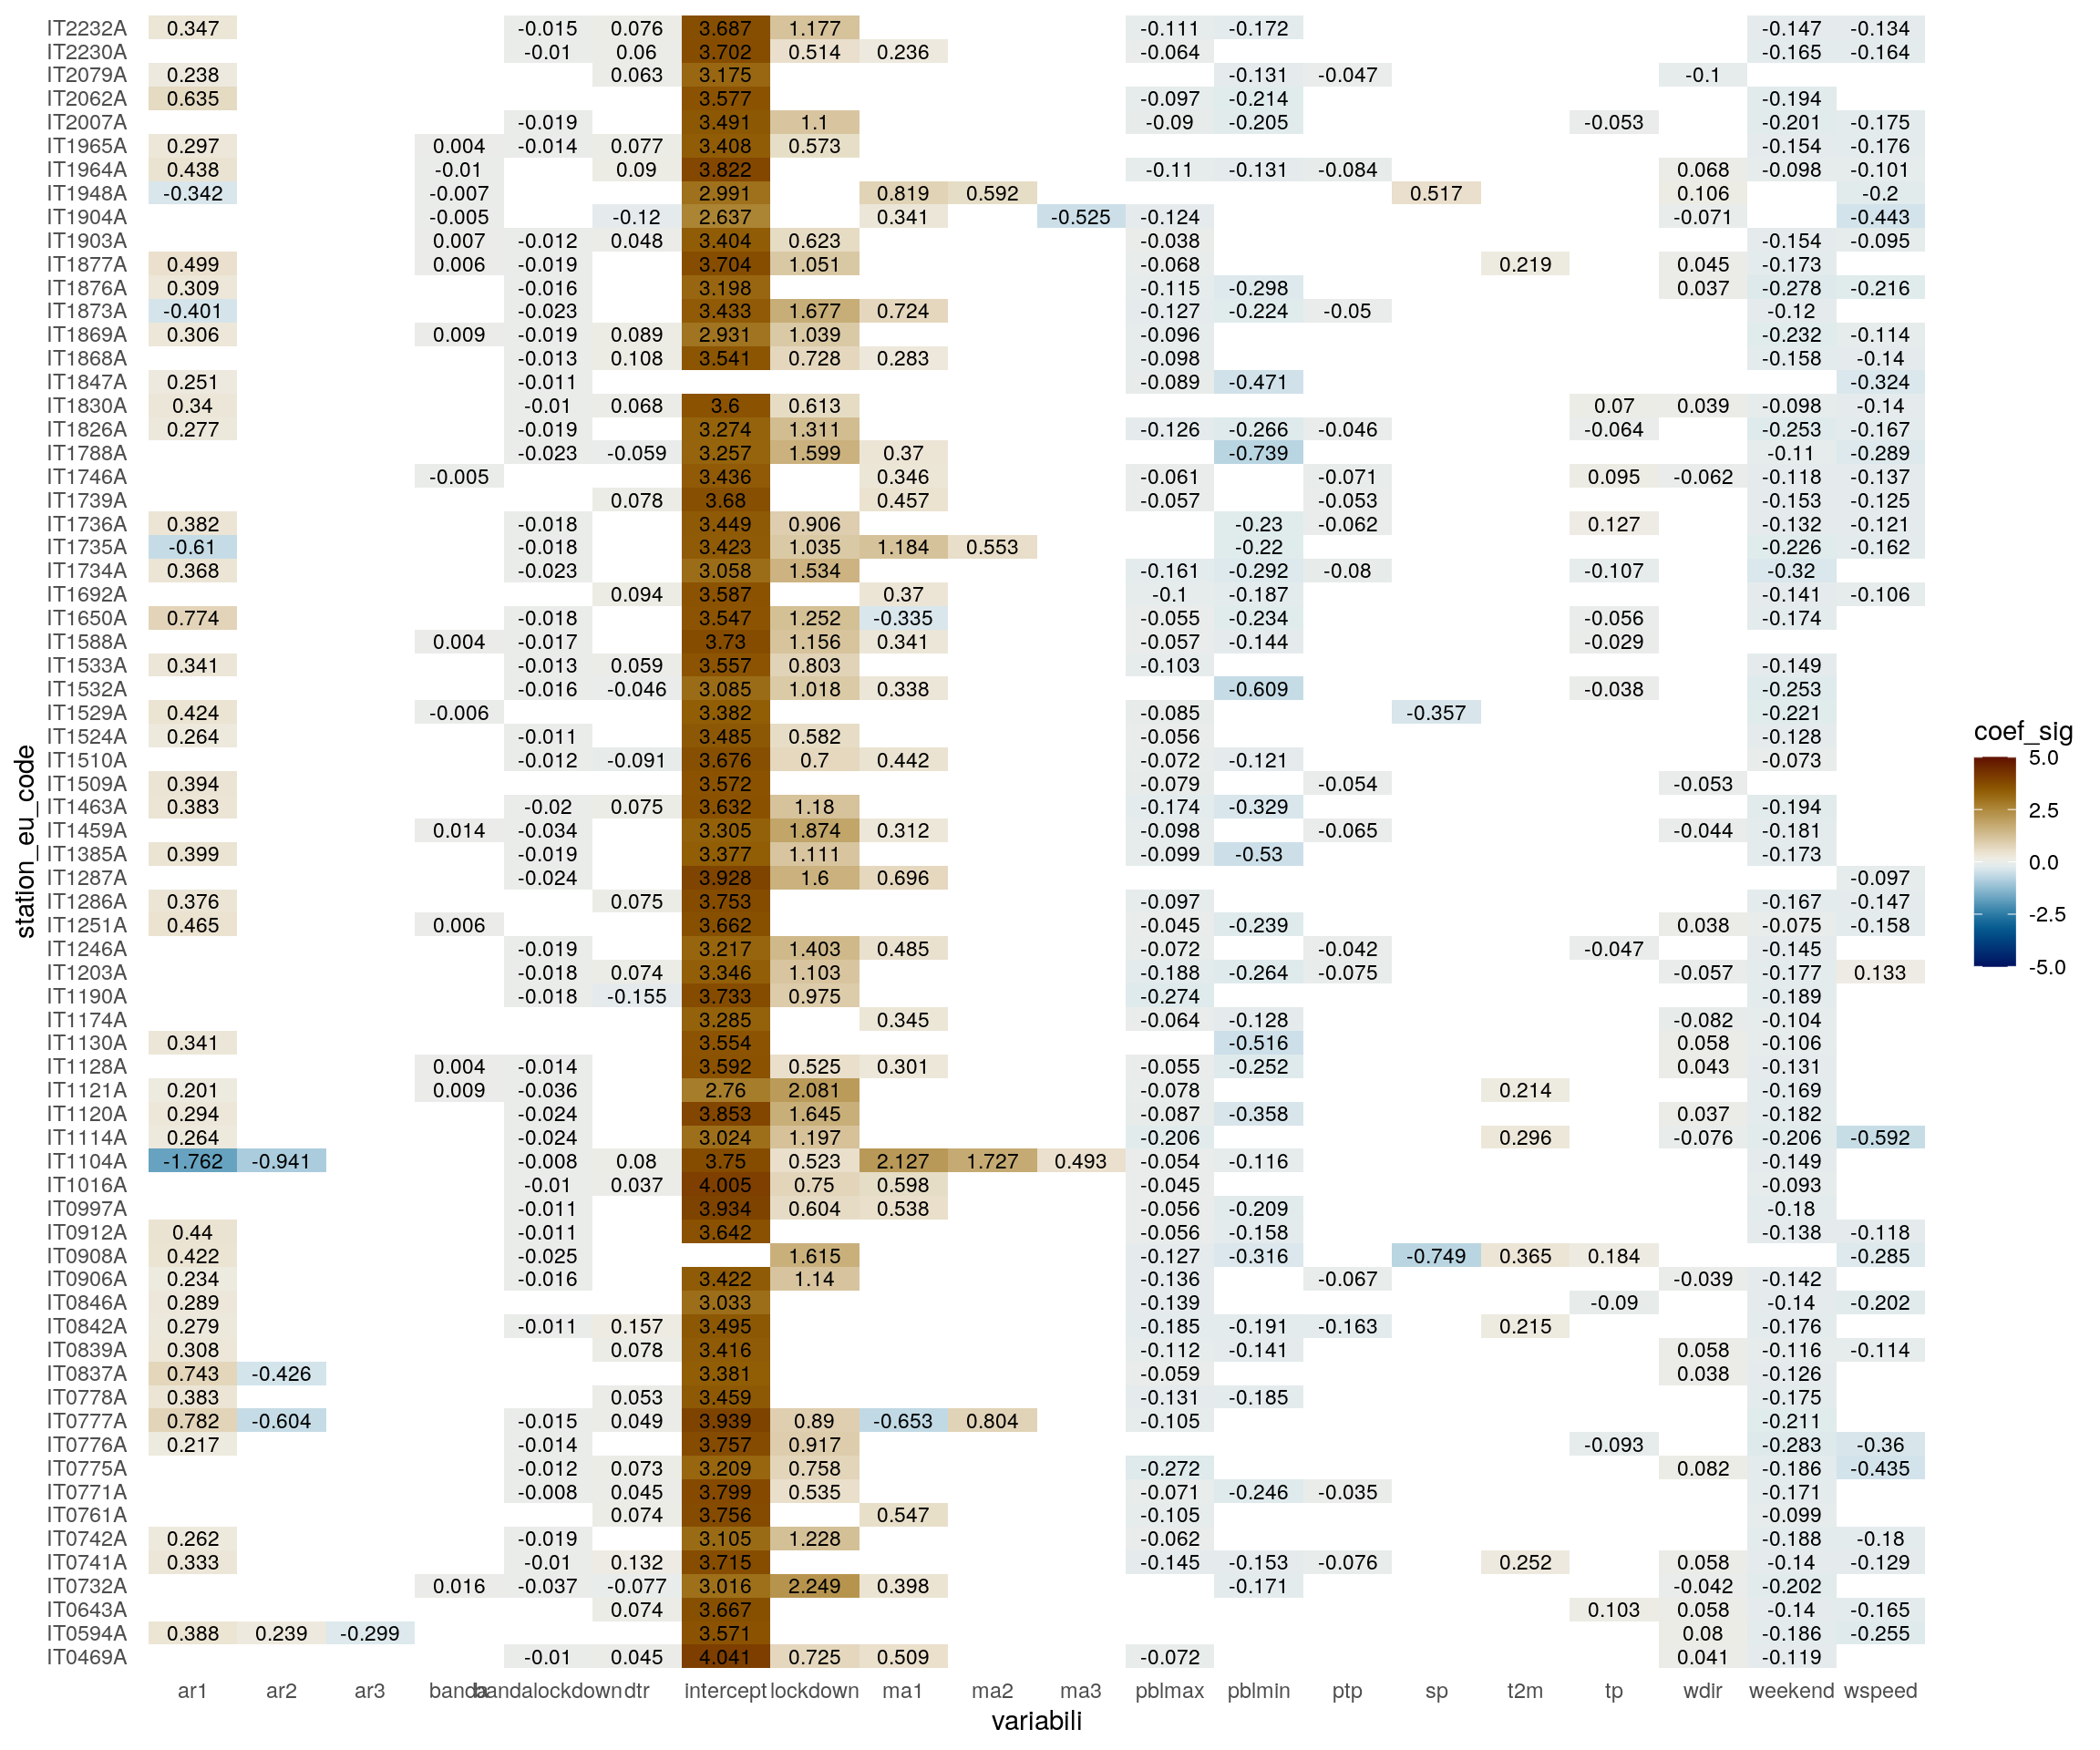 IT2232A 0.347 -0.015 0.076 3.687 1.177 -0.111 -0.172 -0.147 -0.134
IT2230A -0.01 0.06 3.702 0.514 0.236 -0.064 -0.165 -0.164
IT2079A 0.238 0.063 3.175 -0.131 -0.047 -0.1
IT2062A 0.635 3.577 -0.097 -0.214 -0.194
IT2007A -0.019 3.491 1.1 -0.09 -0.205 -0.053 -0.201 -0.175
IT1965A 0.297 0.004 -0.014 0.077 3.408 0.573 -0.154 -0.176
IT1964A 0.438 -0.01 0.09 3.822 -0.11 -0.131 -0.084 0.068 -0.098 -0.101
IT1948A -0.342 -0.007 2.991 0.819 0.592 0.517 0.106 -0.2
IT1904A -0.005 -0.12 2.637 0.341 -0.525 -0.124 -0.071 -0.443
IT1903A 0.007 -0.012 0.048 3.404 0.623 -0.038 -0.154 -0.095
IT1877A 0.499 0.006 -0.019 3.704 1.051 -0.068 0.219 0.045 -0.173
IT1876A 0.309 -0.016 3.198 -0.115 -0.298 0.037 -0.278 -0.216
IT1873A -0.401 -0.023 3.433 1.677 0.724 -0.127 -0.224 -0.05 -0.12
IT1869A 0.306 0.009 -0.019 0.089 2.931 1.039 -0.096 -0.232 -0.114
IT1868A -0.013 0.108 3.541 0.728 0.283 -0.098 -0.158 -0.14
IT1847A 0.251 -0.011 -0.089 -0.471 -0.324
IT1830A 0.34 -0.01 0.068 3.6 0.613 0.07 0.039 -0.098 -0.14
IT1826A 0.277 -0.019 3.274 1.311 -0.126 -0.266 -0.046 -0.064 -0.253 -0.167
IT1788A -0.023 -0.059 3.257 1.599 0.37 -0.739 -0.11 -0.289
IT1746A -0.005 3.436 0.346 -0.061 -0.071 0.095 -0.062 -0.118 -0.137
IT1739A 0.078 3.68 0.457 -0.057 -0.053 -0.153 -0.125
IT1736A 0.382 -0.018 3.449 0.906 -0.23 -0.062 0.127 -0.132 -0.121
IT1735A -0.61 -0.018 3.423 1.035 1.184 0.553 -0.22 -0.226 -0.162
IT1734A 0.368 -0.023 3.058 1.534 -0.161 -0.292 -0.08 -0.107 -0.32
IT1692A 0.094 3.587 0.37 -0.1 -0.187 -0.141 -0.106
IT1650A 0.774 -0.018 3.547 1.252 -0.335 -0.055 -0.234 -0.056 -0.174
IT1588A 0.004 -0.017 3.73 1.156 0.341 -0.057 -0.144 -0.029
IT1533A 0.341 -0.013 0.059 3.557 0.803 -0.103 -0.149
IT1532A -0.016 -0.046 3.085 1.018 0.338 -0.609 -0.038 -0.253
IT1529A 0.424 -0.006 3.382 -0.085 -0.357 -0.221
IT1524A 0.264 -0.011 3.485 0.582 -0.056 -0.128
IT1510A -0.012 -0.091 3.676 0.7 0.442 -0.072 -0.121 -0.073
IT1509A 0.394 3.572 -0.079 -0.054 -0.053
IT1463A 0.383 -0.02 0.075 3.632 1.18 -0.174 -0.329 -0.194
IT1459A 0.014 -0.034 3.305 1.874 0.312 -0.098 -0.065 -0.044 -0.181
IT1385A 0.399 -0.019 3.377 1.111 -0.099 -0.53 -0.173
IT1287A -0.024 3.928 1.6 0.696 -0.097
IT1286A 0.376 0.075 3.753 -0.097 -0.167 -0.147
IT1251A 0.465 0.006 3.662 -0.045 -0.239 0.038 -0.075 -0.158
IT1246A -0.019 3.217 1.403 0.485 -0.072 -0.042 -0.047 -0.145
IT1203A -0.018 0.074 3.346 1.103 -0.188 -0.264 -0.075 -0.057 -0.177 0.133
IT1190A -0.018 -0.155 3.733 0.975 -0.274 -0.189
IT1174A 3.285 0.345 -0.064 -0.128 -0.082 -0.104
IT1130A 0.341 3.554 -0.516 0.058 -0.106
IT1128A 0.004 -0.014 3.592 0.525 0.301 -0.055 -0.252 0.043 -0.131
IT1121A 0.201 0.009 -0.036 2.76 2.081 -0.078 0.214 -0.169
IT1120A 0.294 -0.024 3.853 1.645 -0.087 -0.358 0.037 -0.182
IT1114A 0.264 -0.024 3.024 1.197 -0.206 0.296 -0.076 -0.206 -0.592
IT1104A -1.762 -0.941 -0.008 0.08 3.75 0.523 2.127 1.727 0.493 -0.054 -0.116 -0.149
IT1016A -0.01 0.037 4.005 0.75 0.598 -0.045 -0.093
IT0997A -0.011 3.934 0.604 0.538 -0.056 -0.209 -0.18
IT0912A 0.44 -0.011 3.642 -0.056 -0.158 -0.138 -0.118
IT0908A 0.422 -0.025 1.615 -0.127 -0.316 -0.749 0.365 0.184 -0.285
IT0906A 0.234 -0.016 3.422 1.14 -0.136 -0.067 -0.039 -0.142
IT0846A 0.289 3.033 -0.139 -0.09 -0.14 -0.202
IT0842A 0.279 -0.011 0.157 3.495 -0.185 -0.191 -0.163 0.215 -0.176
IT0839A 0.308 0.078 3.416 -0.112 -0.141 0.058 -0.116 -0.114
IT0837A 0.743 -0.426 3.381 -0.059 0.038 -0.126
IT0778A 0.383 0.053 3.459 -0.131 -0.185 -0.175
IT0777A 0.782 -0.604 -0.015 0.049 3.939 0.89 -0.653 0.804 -0.105 -0.211
IT0776A 0.217 -0.014 3.757 0.917 -0.093 -0.283 -0.36
IT0775A -0.012 0.073 3.209 0.758 -0.272 0.082 -0.186 -0.435
IT0771A -0.008 0.045 3.799 0.535 -0.071 -0.246 -0.035 -0.171
IT0761A 0.074 3.756 0.547 -0.105 -0.099
IT0742A 0.262 -0.019 3.105 1.228 -0.062 -0.188 -0.18
IT0741A 0.333 -0.01 0.132 3.715 -0.145 -0.153 -0.076 0.252 0.058 -0.14 -0.129
IT0732A 0.016 -0.037 -0.077 3.016 2.249 0.398 -0.171 -0.042 -0.202
IT0643A 0.074 3.667 0.103 0.058 -0.14 -0.165
IT0594A 0.388 0.239 -0.299 3.571 0.08 -0.186 -0.255
IT0469A -0.01 0.045 4.041 0.725 0.509 -0.072 0.041 -0.119
ar1 ar2 ar3 banda bandalockdown dtr intercept lockdown ma1 ma2 ma3 pblmax pblmin ptp sp t2m tp wdir weekend wspeed
variabili
station_eu_code
coef_sig
5.0
2.5
0.0
-2.5
-5.0